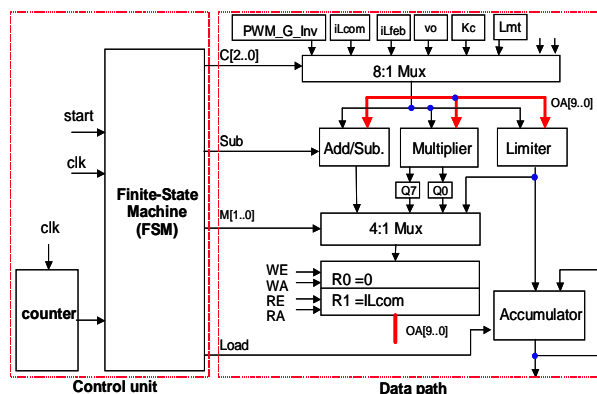 PWM_G_Inv iLcom iLfeb vo Kc Lmt
C[2..0]
8:1 Mux
start
OA[9..0]
Sub
Add/Sub. Multiplier Limiter
clk
Finite-State
Machine
(FSM)
Q7 Q0
M[1..0]
4:1 Mux
clk
WE
WA
R0 =0
RE
RA
R1 =ILcom
counter
Accumulator
OA[9..0]
Load
Control unit
Data path